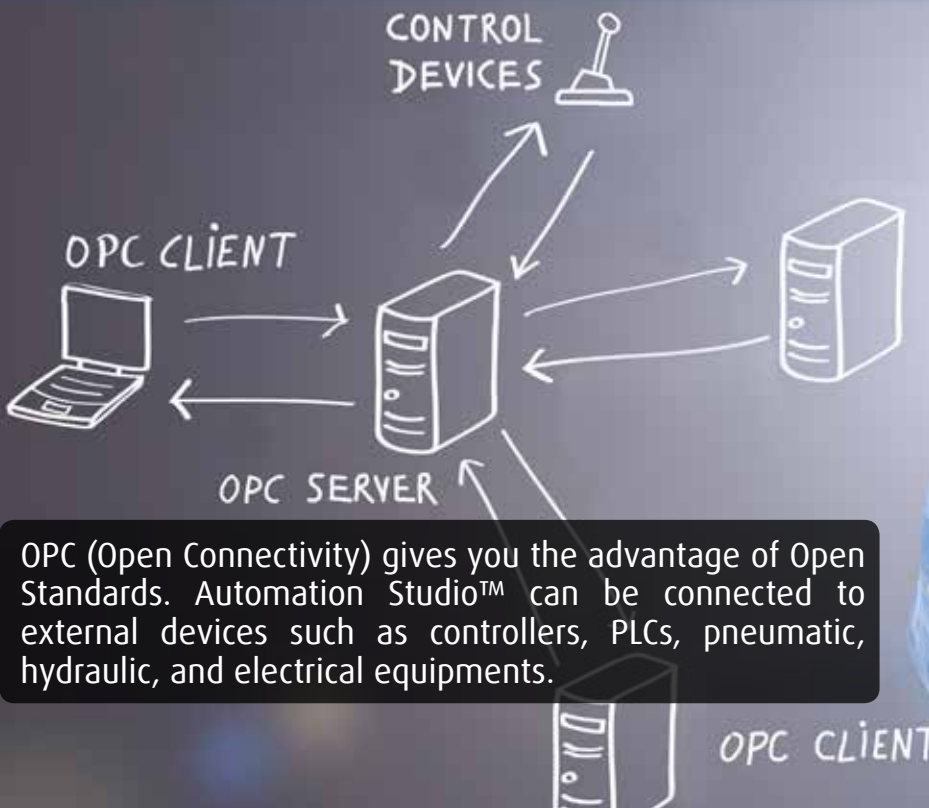 CONTROL
DEVICES
OPC CLIENT
OPC SERVER
OPC (Open Connectivity) gives you the advantage of Open
Standards. Automation Studio™ can be connected to
external devices such as controllers, PLCs, pneumatic,
hydraulic, and electrical equipments.
OPC CLIENT